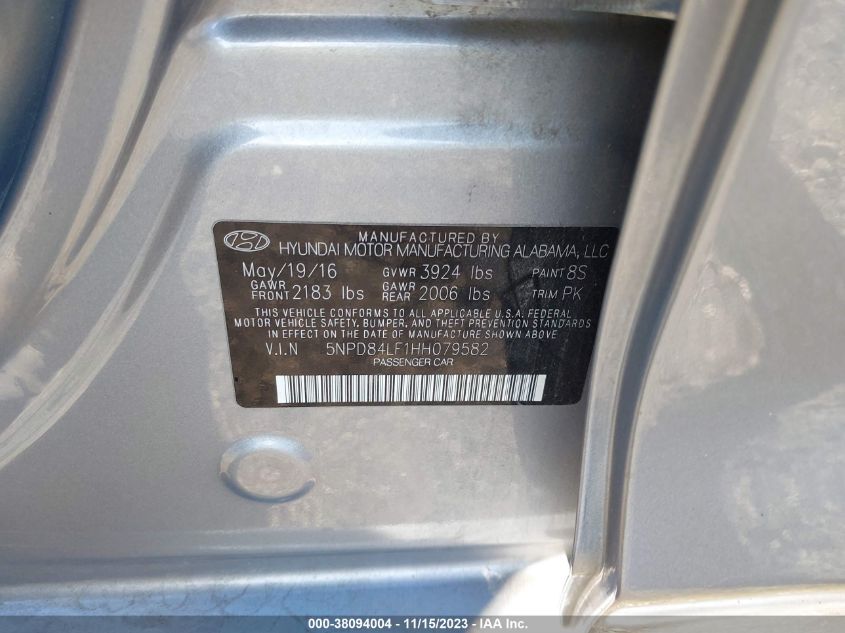 MANUFACTURED BY
HYUNDAI MOTOR MANUFACTURING ALABAMA, LLC
May/19/16 GVWR 3924 lbs PAINT 8S
GAWR FRONT 2183 lbs GAWR REAR 2006 lbs TRIM PK
THIS VEHICLE CONFORMS TO ALL APPLICABLE U.S.A. FEDERAL
MOTOR VEHICLE SAFETY, BUMPER, AND THEFT PREVENTION STANDARDS
IN EFFECT ON THE DATE OF MANUFACTURE SHOWN ABOVE
V.I.N 5NPD84LF1HH079582
PASSENGER CAR
000-38094004 - 11/15/2023 - IAA Inc.